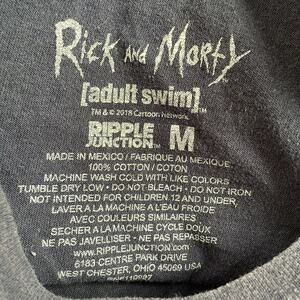 Rick AND Morty
[adult swim]™
TM & © 2018 Cartoon Network.
RIPPLE JUNCTION™ M
MADE IN MEXICO / FABRIQUE AU MEXIQUE
100% COTTON / COTON
MACHINE WASH COLD WITH LIKE COLORS
TUMBLE DRY LOW • DO NOT BLEACH • DO NOT IRON
NOT INTENDED FOR CHILDREN 12 AND UNDER,
LAVER A LA MACHINE A L'EAU FROIDE
AVEC COULEURS SIMILAIRES
SECHER A LA MACHINE CYCLE DOUX
NE PAS JAVELLISER • NE PAS REPASSER
WWW.RIPPLEJUNCTION.COM
6183 CENTRE PARK DRIVE
WEST CHESTER, OHIO 45069 USA